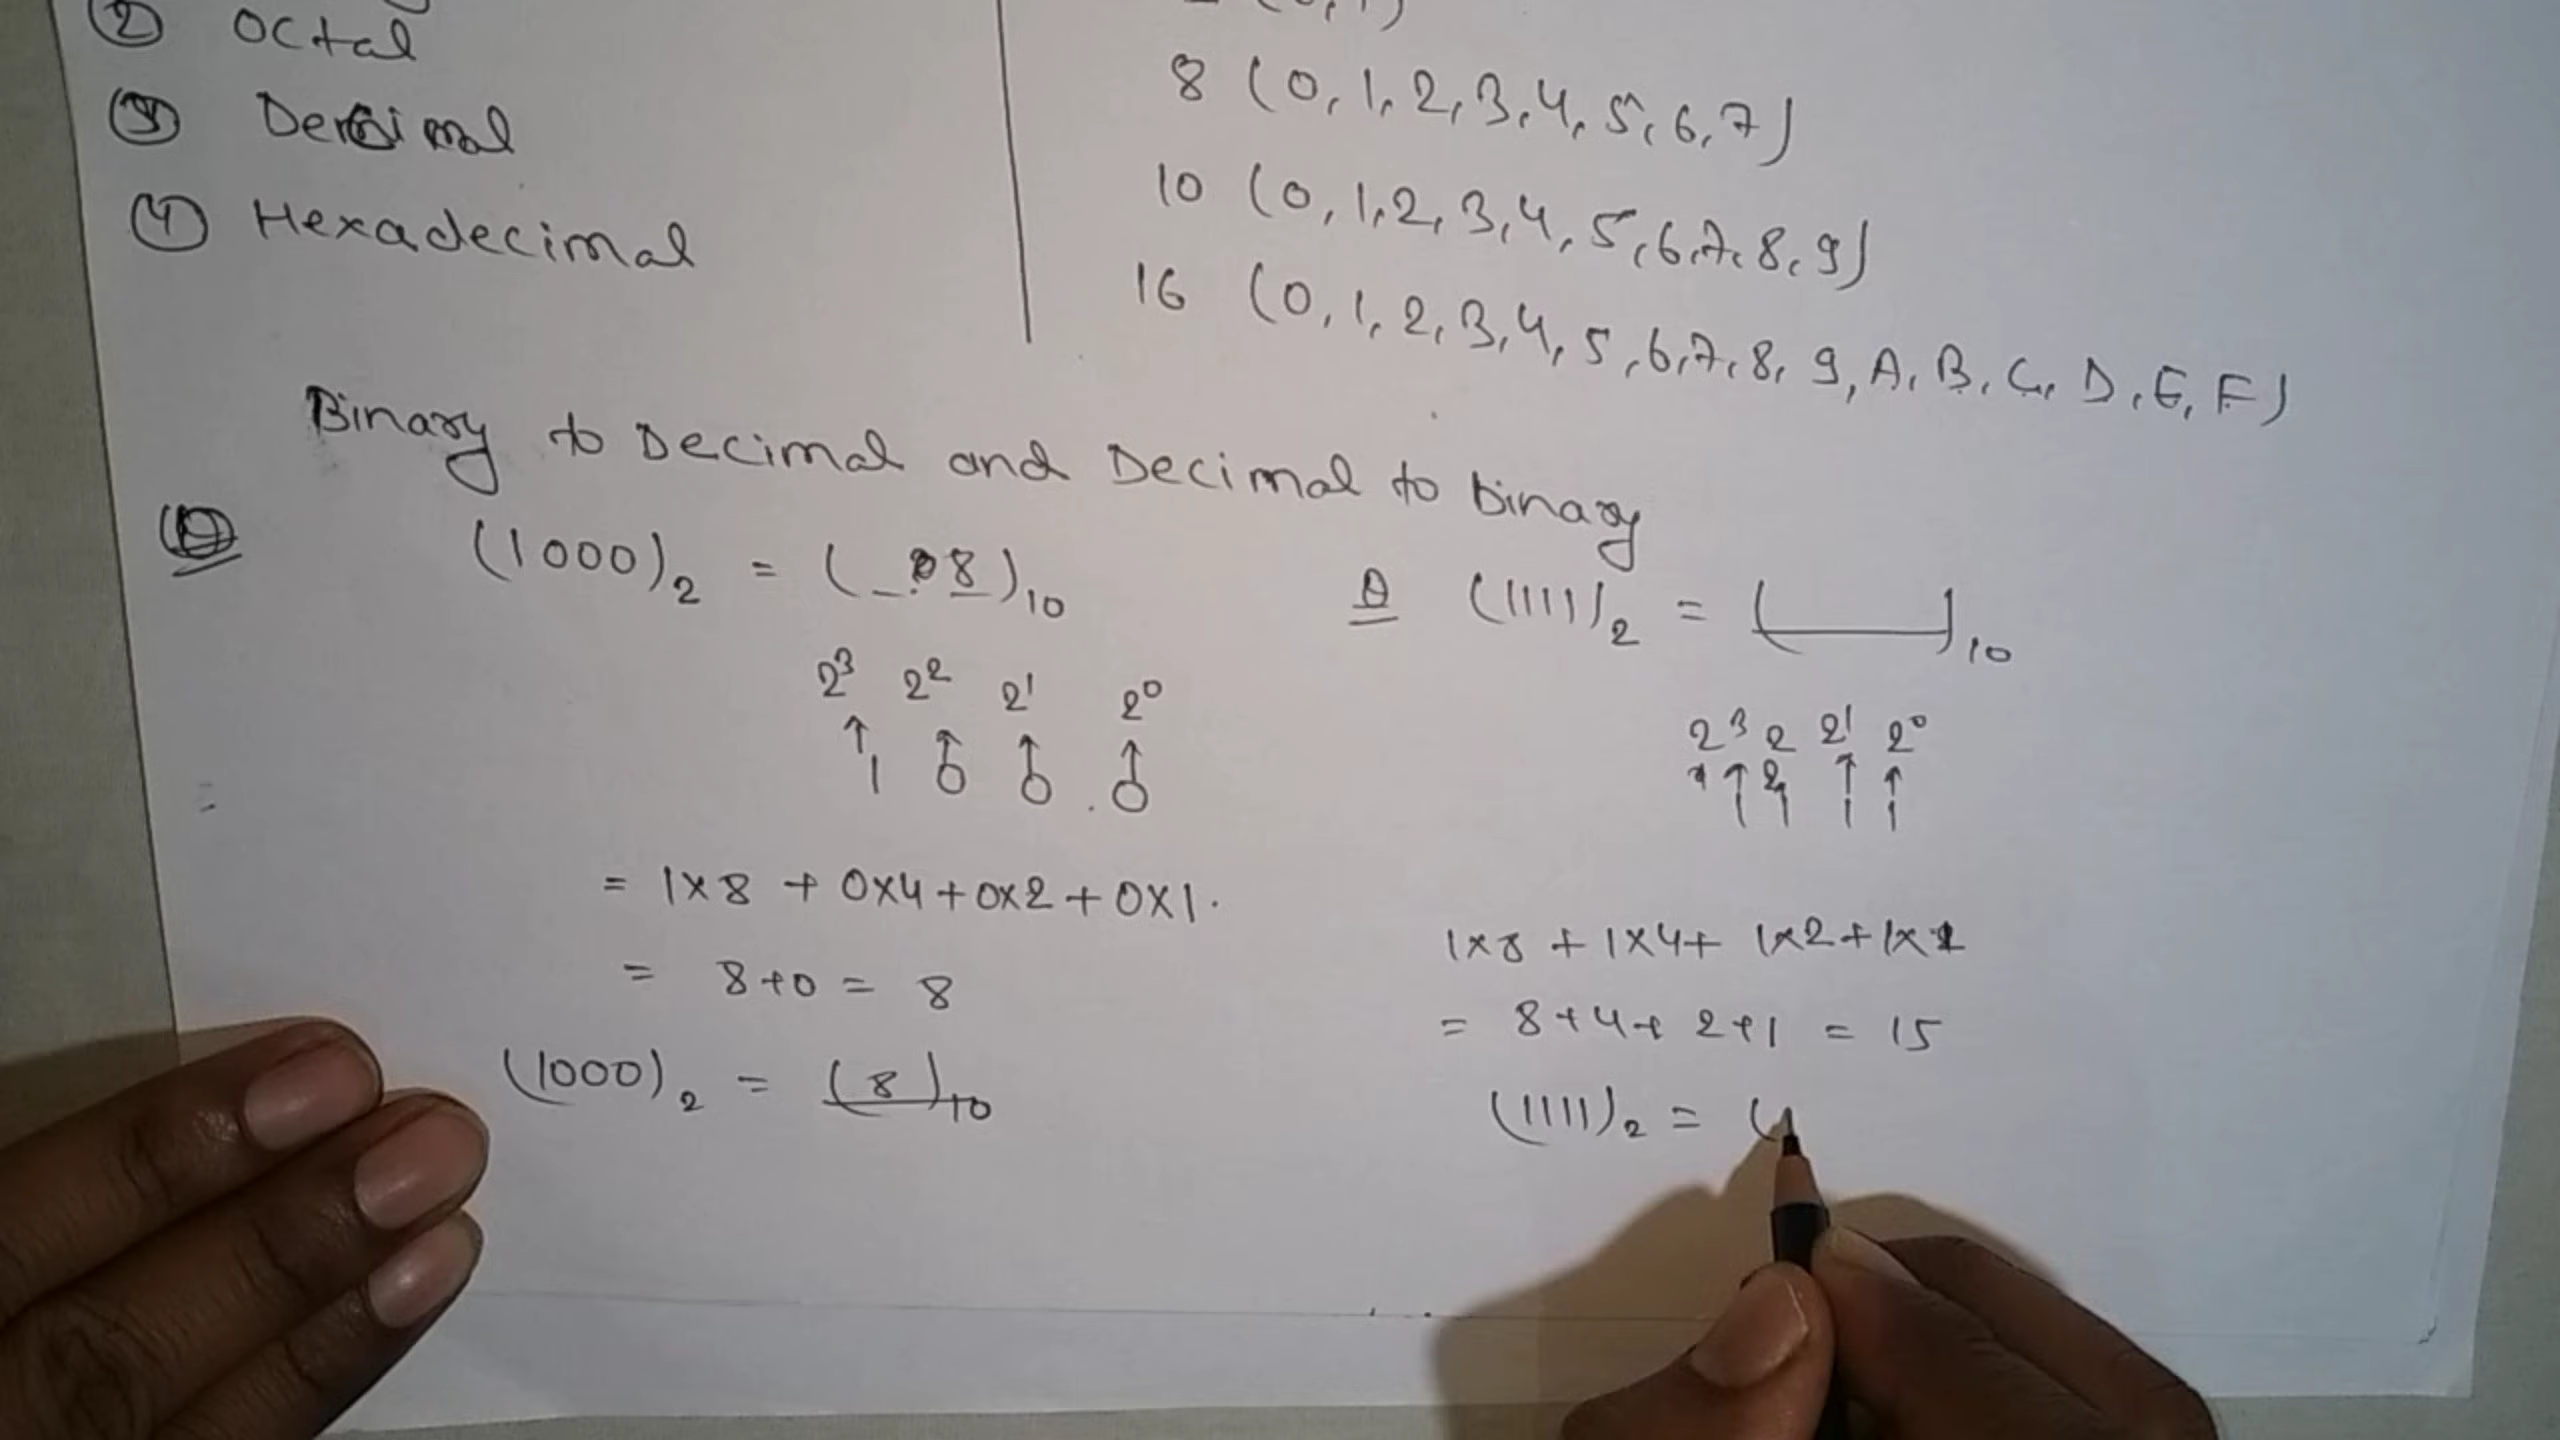 ② Octal
③ Decimal
④ Hexadecimal
8 (0, 1, 2, 3, 4, 5, 6, 7)
10 (0, 1, 2, 3, 4, 5, 6, 7, 8, 9)
16 (0, 1, 2, 3, 4, 5, 6, 7, 8, 9, A, B, C, D, E, F)
Binary to Decimal and Decimal to binary
(1000)₂ = ( 8 )₁₀
2³ 2² 2¹ 2⁰
↑ ↑ ↑ ↑
1 0 0 0
= 1×8 + 0×4 + 0×2 + 0×1.
= 8+0 = 8
(1000)₂ = (8)₁₀
Q (1111)₂ = (____)₁₀
2³ 2² 2¹ 2⁰
↑ ↑ ↑ ↑
1 1 1 1
1×8 + 1×4 + 1×2 + 1×1
= 8+4+2+1 = 15
(1111)₂ = (